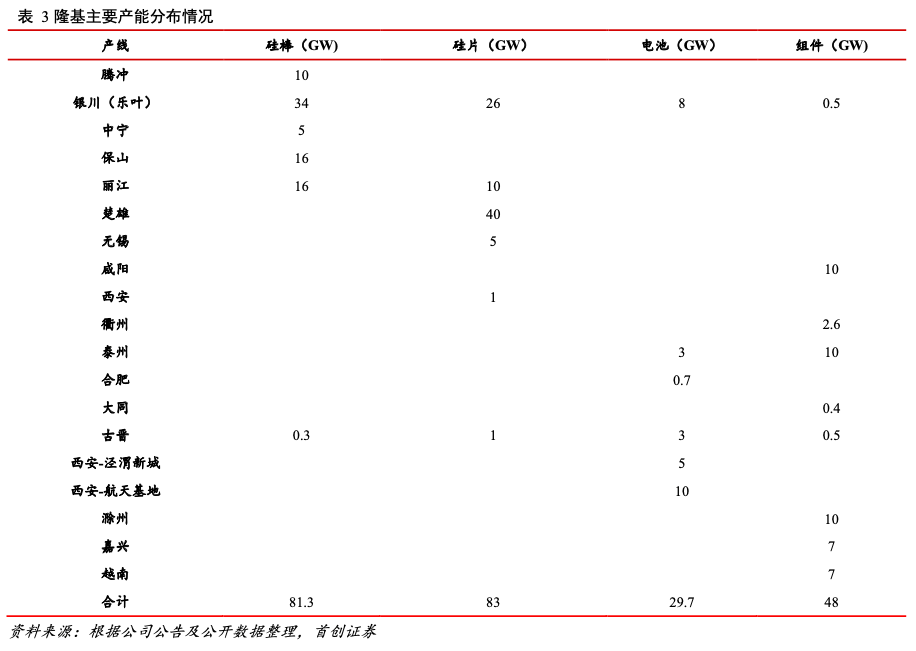 表 3 隆基主要产能分布情况
产线 硅棒（GW） 硅片（GW） 电池（GW） 组件（GW）
腾冲 10
银川（乐叶） 34 26 8 0.5
中宁 5
保山 16
丽江 16 10
楚雄 40
无锡 5
咸阳 10
西安 1
衢州 2.6
泰州 3 10
合肥 0.7
大同 0.4
古晋 0.3 1 3 0.5
西安-泾渭新城 5
西安-航天基地 10
滁州 10
嘉兴 7
越南 7
合计 81.3 83 29.7 48
资料来源：根据公司公告及公开数据整理，首创证券